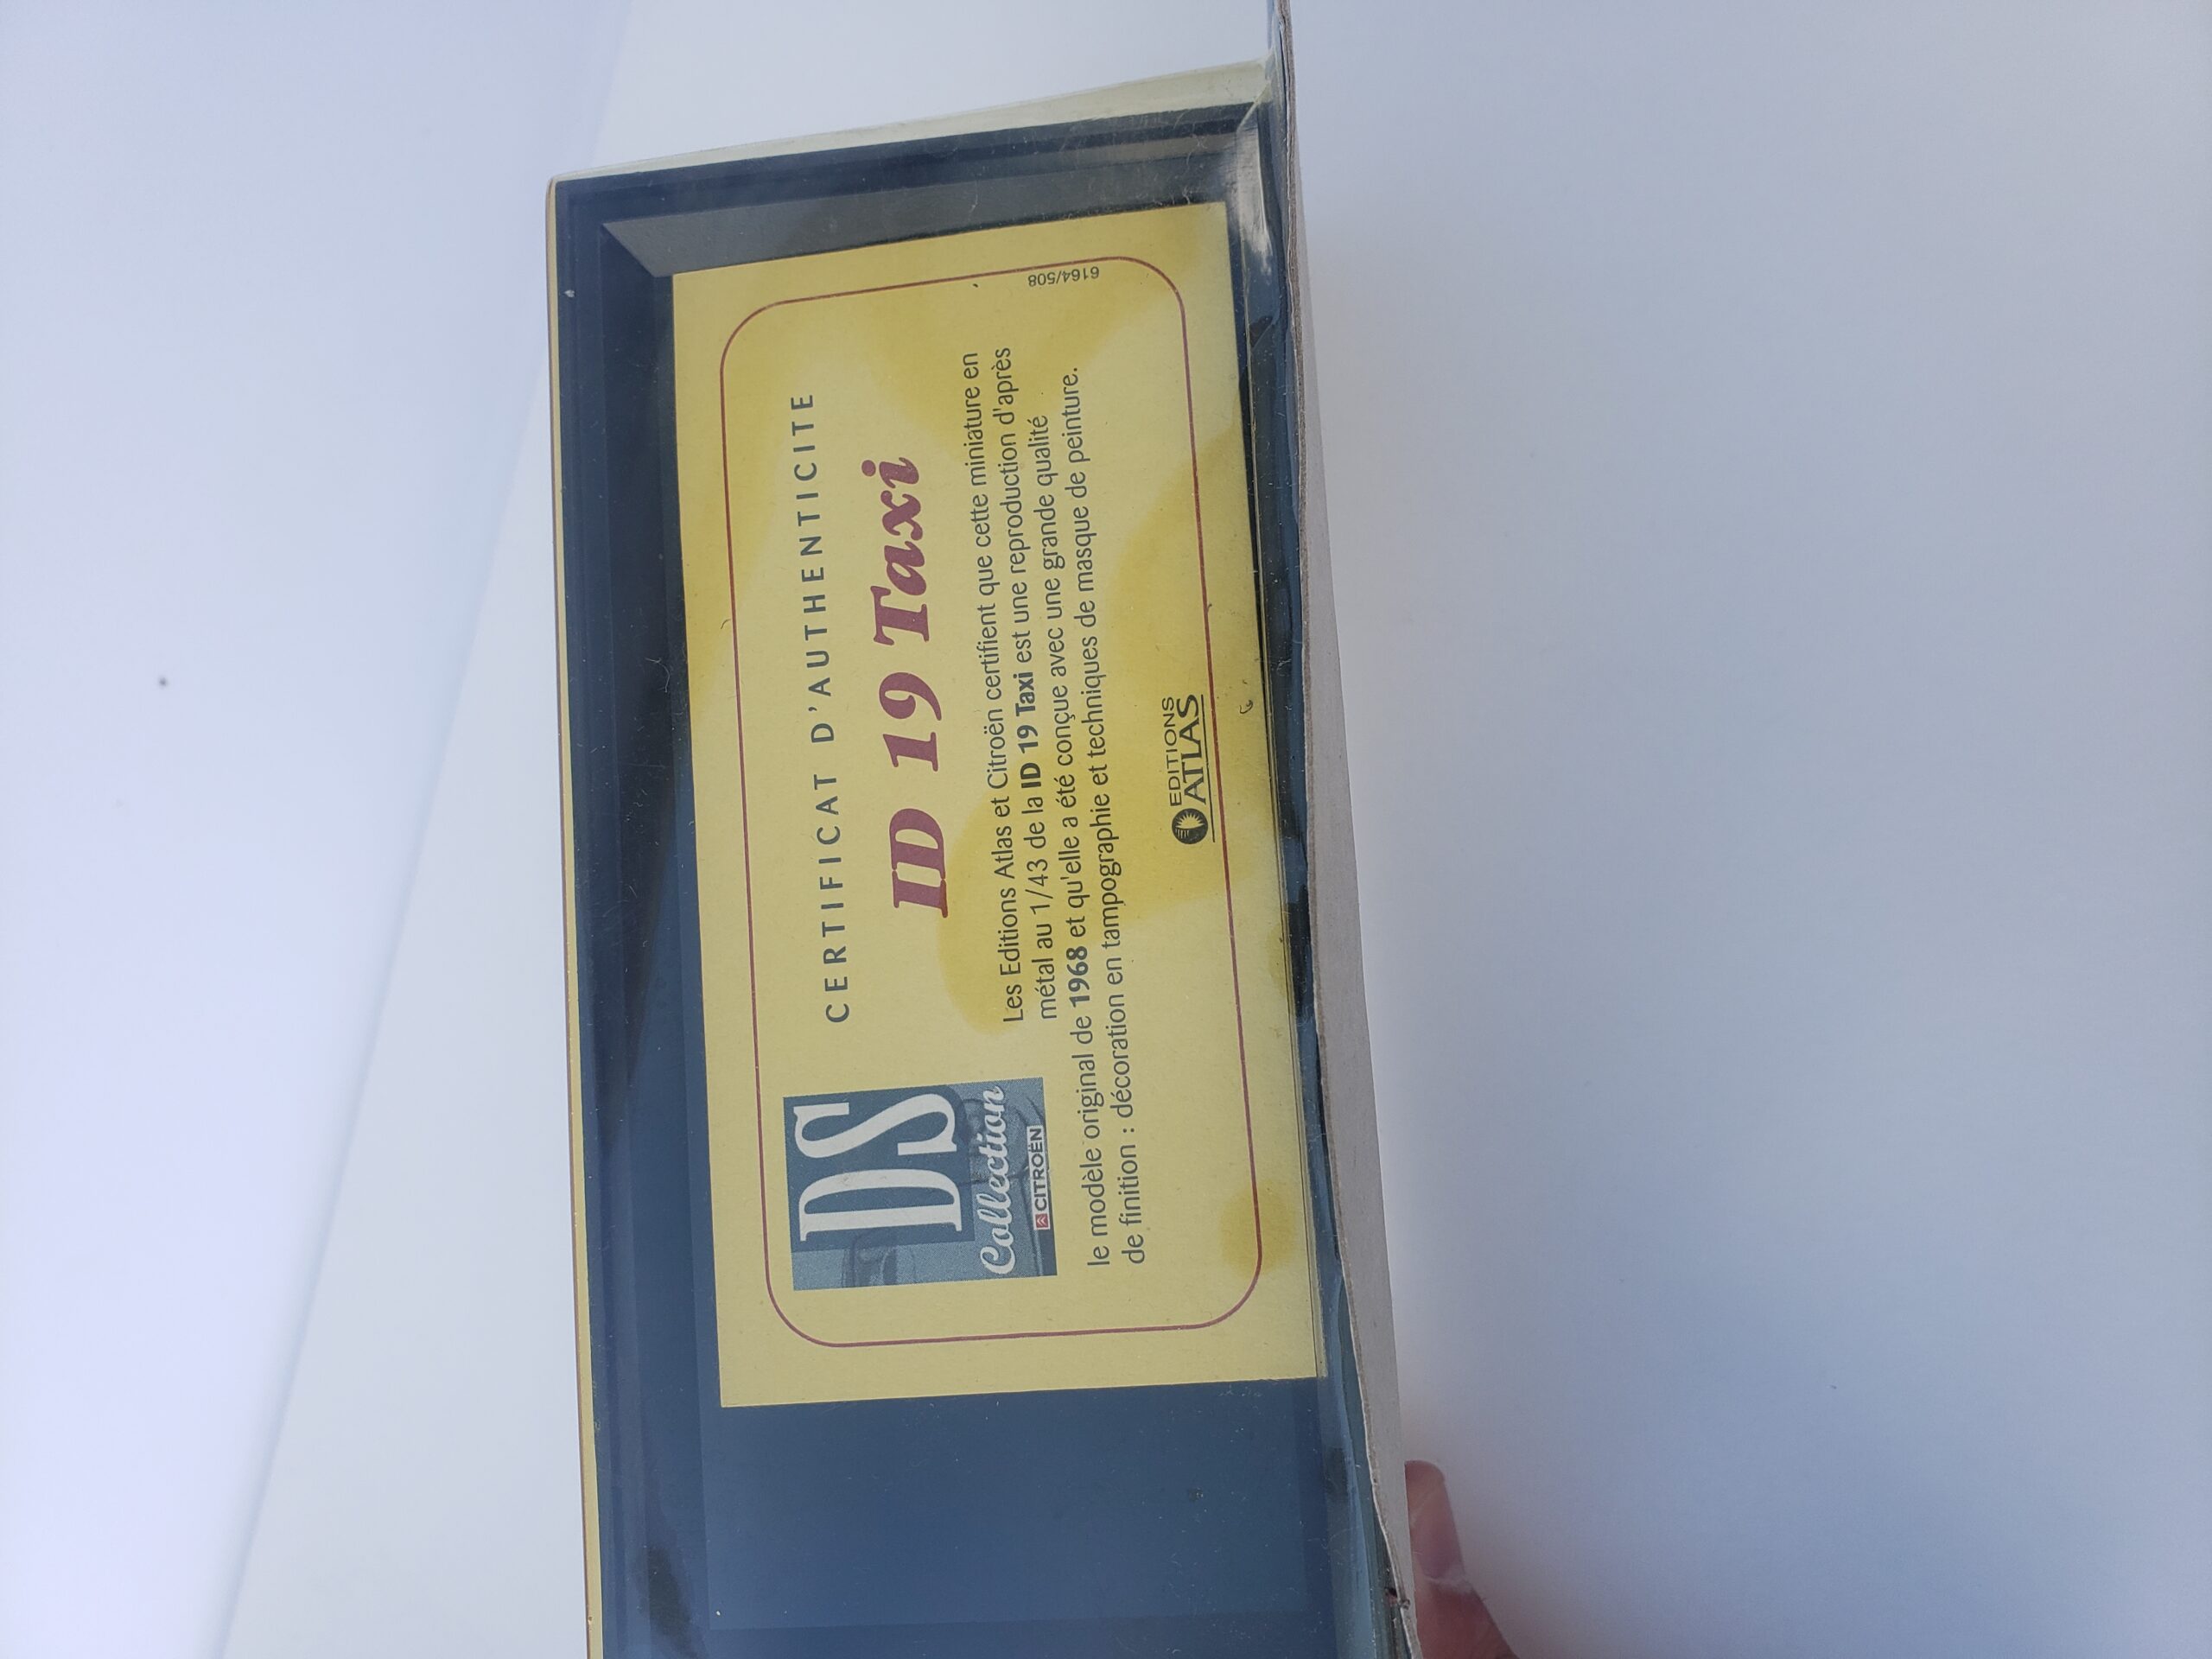 CERTIFICAT D'AUTHENTICITE
ID 19 Taxi
DS
Collection
CITROËN
Les Editions Atlas et Citroën certifient que cette miniature en
métal au 1/43 de la ID 19 Taxi est une reproduction d'après
le modèle original de 1968 et qu'elle a été conçue avec une grande qualité
de finition : décoration en tampographie et techniques de masque de peinture.
EDITIONS
ATLAS
6164/508